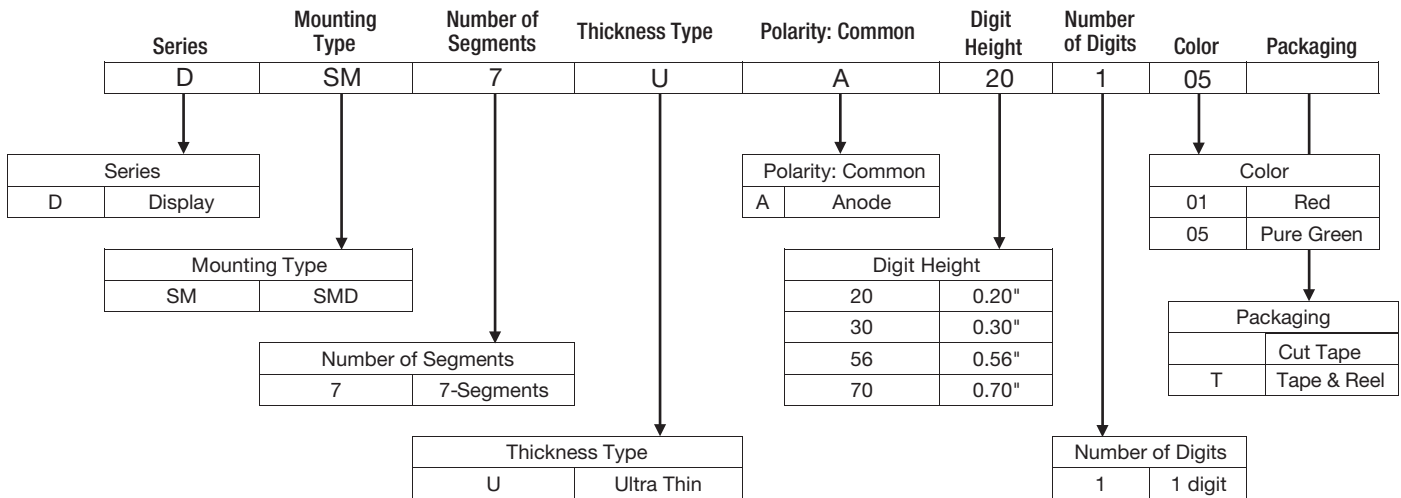 Series Mounting Type Number of Segments Thickness Type Polarity: Common Digit Height Number of Digits Color Packaging
D SM 7 U A 20 1 05
Series
D Display
Polarity: Common
A Anode
Color
01 Red
05 Pure Green
Mounting Type
SM SMD
Digit Height
20 0.20"
30 0.30"
56 0.56"
70 0.70"
Packaging
Cut Tape
T Tape & Reel
Number of Segments
7 7-Segments
Thickness Type
U Ultra Thin
Number of Digits
1 1 digit